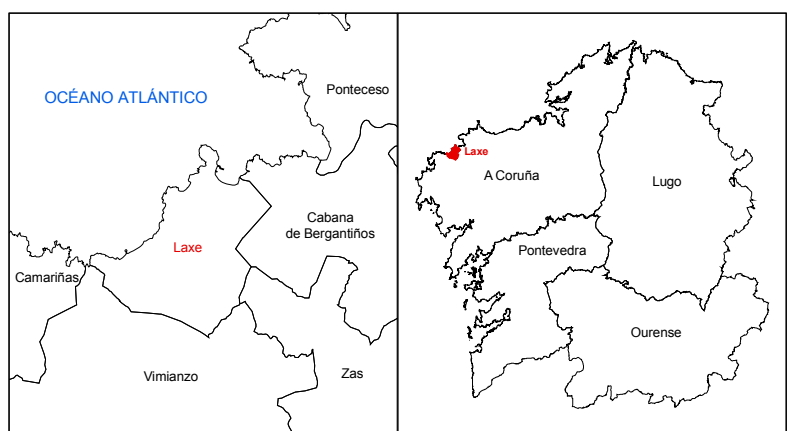 OCÉANO ATLÁNTICO
Ponteceso
Cabana
de Bergantiños
Laxe
Camariñas
Vimianzo
Zas
Laxe
A Coruña
Lugo
Pontevedra
Ourense